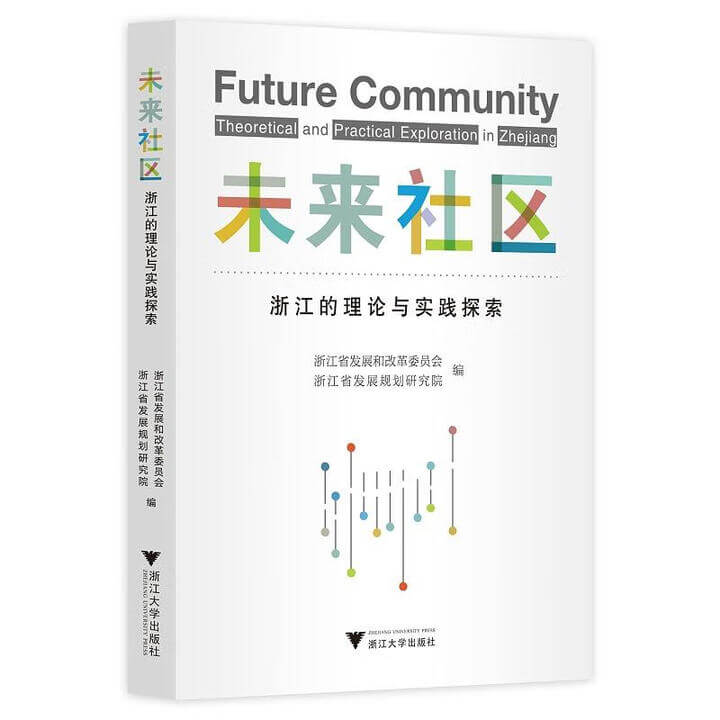 Future Community
Theoretical and Practical Exploration in Zhejiang
未来社区
浙江的理论与实践探索
浙江省发展和改革委员会
浙江省发展规划研究院
编
ZHEJIANG UNIVERSITY PRESS
浙江大学出版社
未来社区
浙江的理论与实践探索
浙江省发展和改革委员会
浙江省发展规划研究院
编
浙江大学出版社
ZHEJIANG UNIVERSITY PRESS